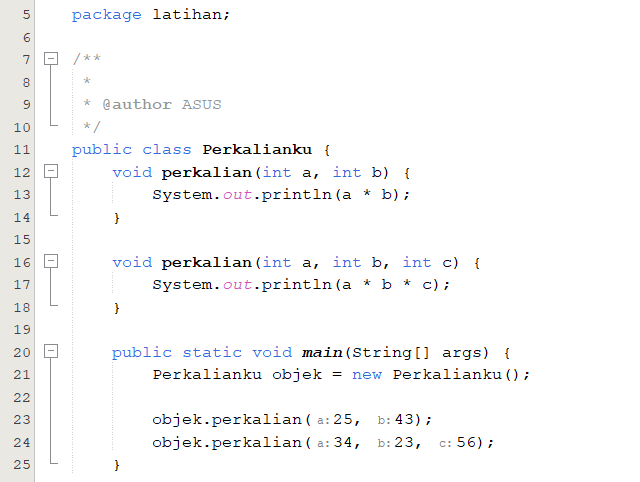 5 package latihan;
6
7 /**
8 *
9 * @author ASUS
10 */
11 public class Perkalianku {
12 void perkalian(int a, int b) {
13 System.out.println(a * b);
14 }
15
16 void perkalian(int a, int b, int c) {
17 System.out.println(a * b * c);
18 }
19
20 public static void main(String[] args) {
21 Perkalianku objek = new Perkalianku();
22
23 objek.perkalian( a: 25, b: 43);
24 objek.perkalian( a: 34, b: 23, c: 56);
25 }